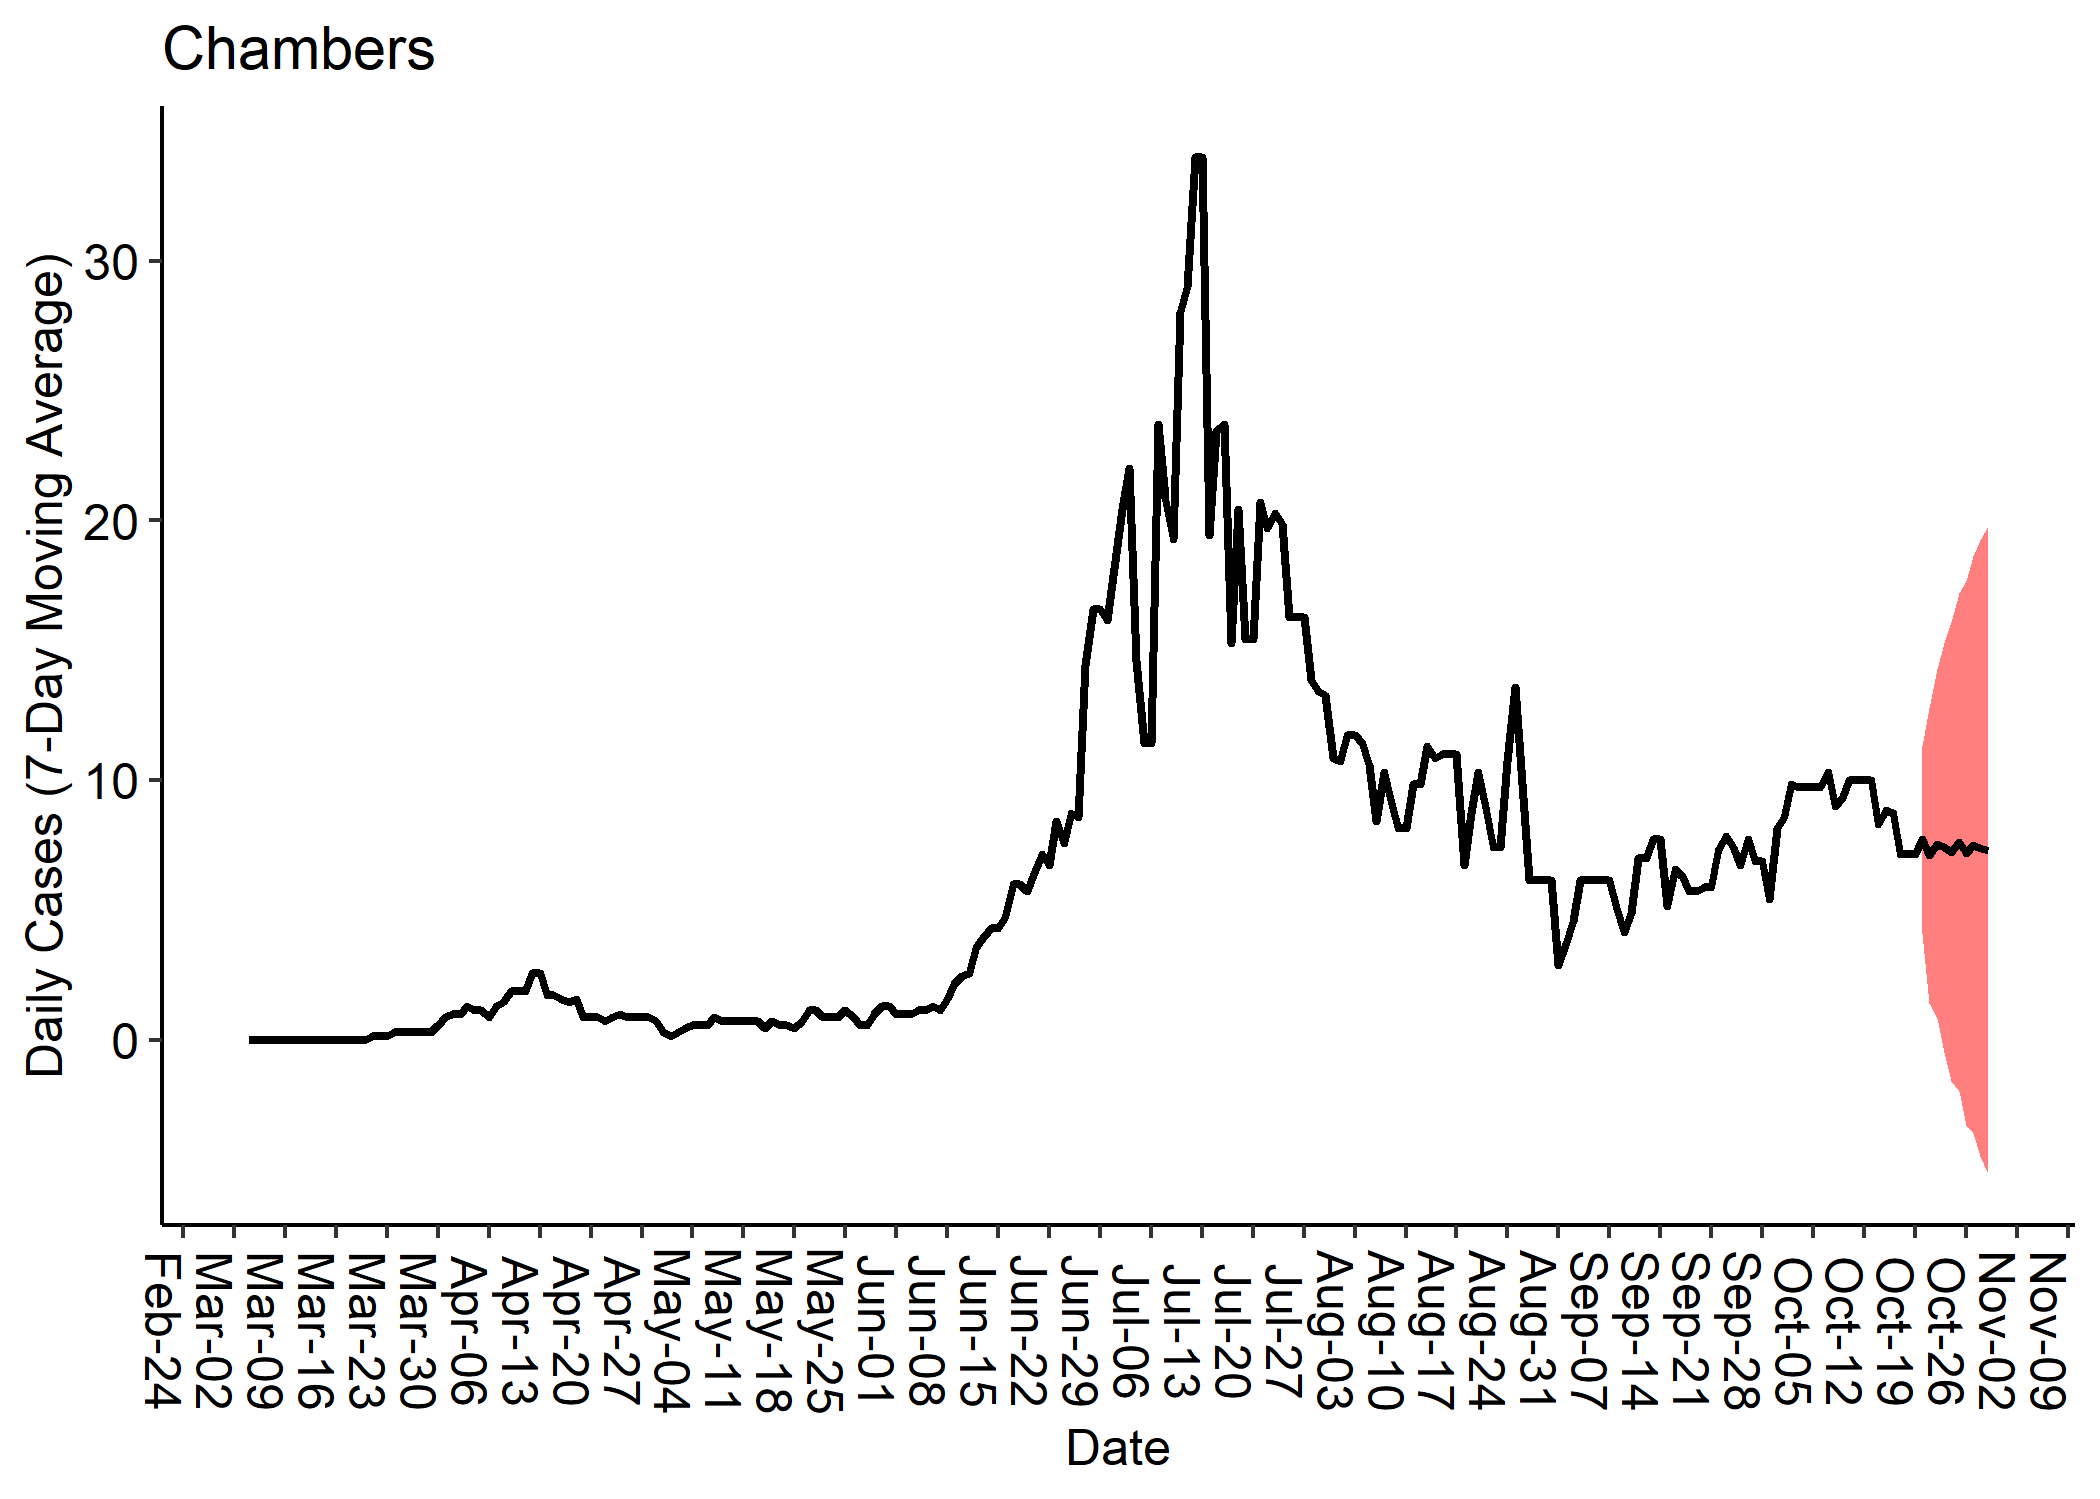 Chambers
Daily Cases (7-Day Moving Average)
30
20
10
0
Feb-24
Mar-02
Mar-09
Mar-16
Mar-23
Mar-30
Apr-06
Apr-13
Apr-20
Apr-27
May-04
May-11
May-18
May-25
Jun-01
Jun-08
Jun-15
Jun-22
Jun-29
Jul-06
Jul-13
Jul-20
Jul-27
Aug-03
Aug-10
Aug-17
Aug-24
Aug-31
Sep-07
Sep-14
Sep-21
Sep-28
Oct-05
Oct-12
Oct-19
Oct-26
Nov-02
Nov-09
Date